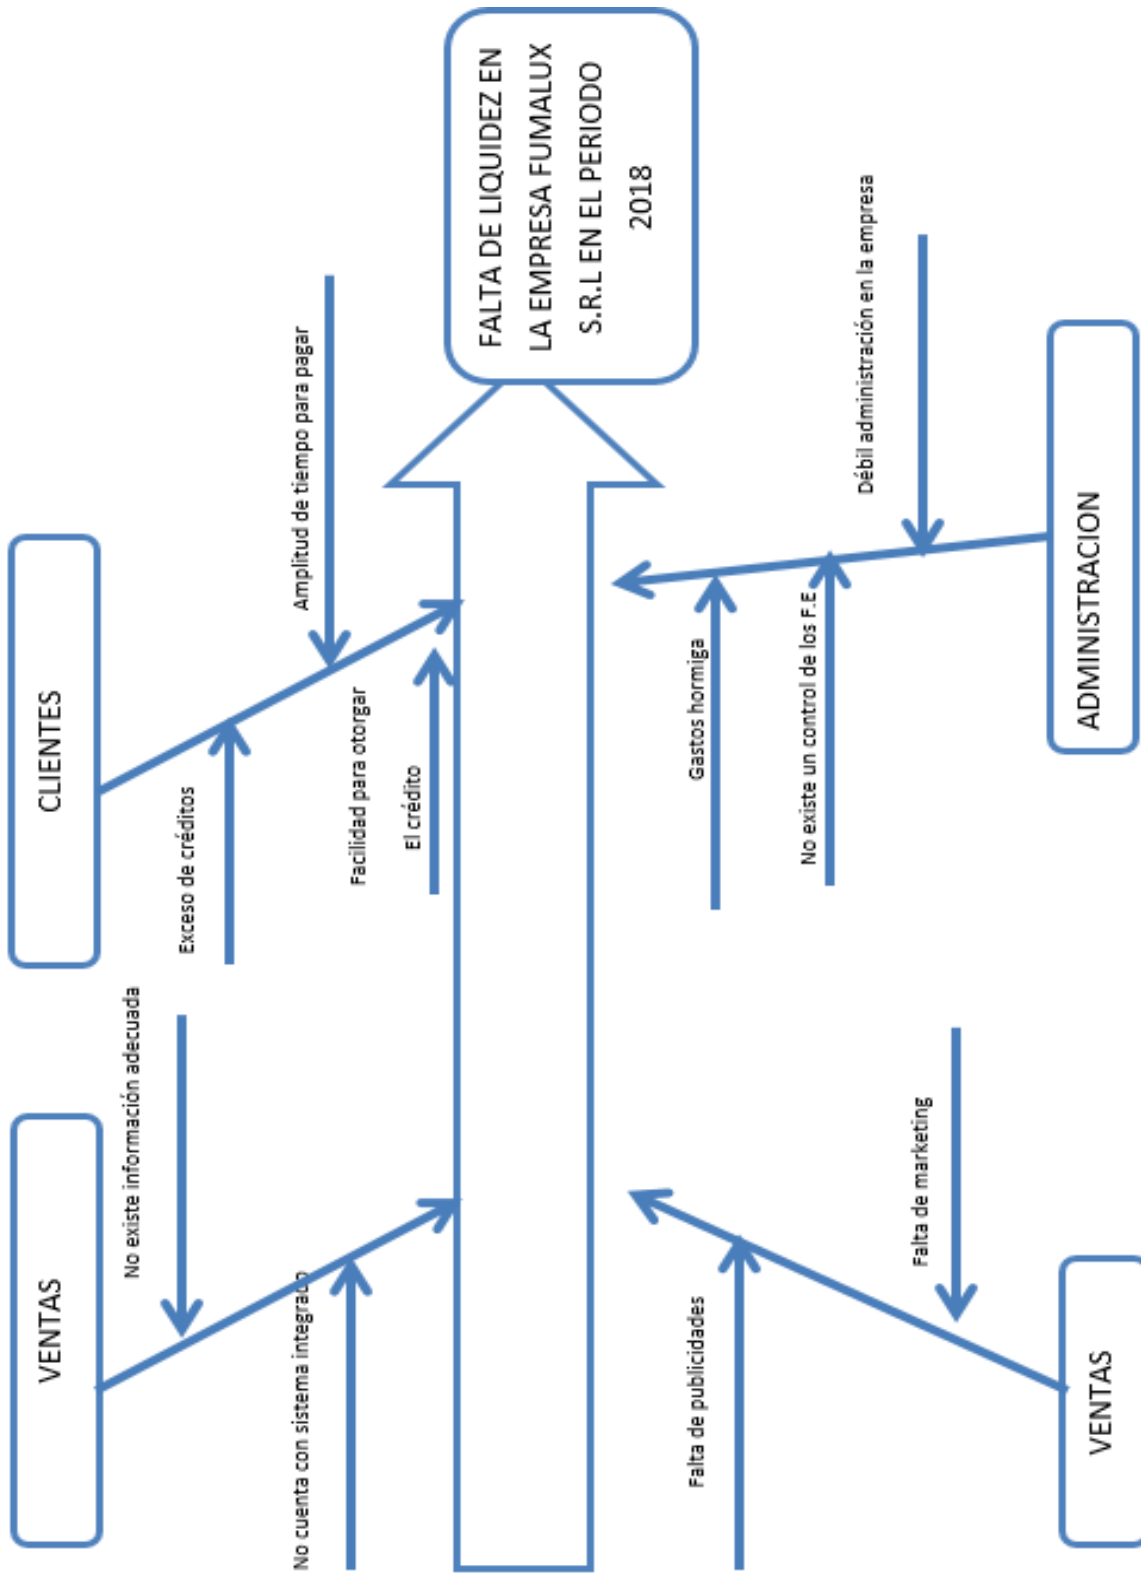 VENTAS
CLIENTES
No existe información adecuada
Exceso de créditos
Amplitud de tiempo para pagar
No cuenta con sistema integrado
Facilidad para otorgar
El crédito
FALTA DE LIQUIDEZ EN
LA EMPRESA FUMALUX
S.R.L EN EL PERIODO
2018
Falta de publicidades
Gastos hormiga
No existe un control de los F.E
Falta de marketing
Débil administración en la empresa
VENTAS
ADMINISTRACION